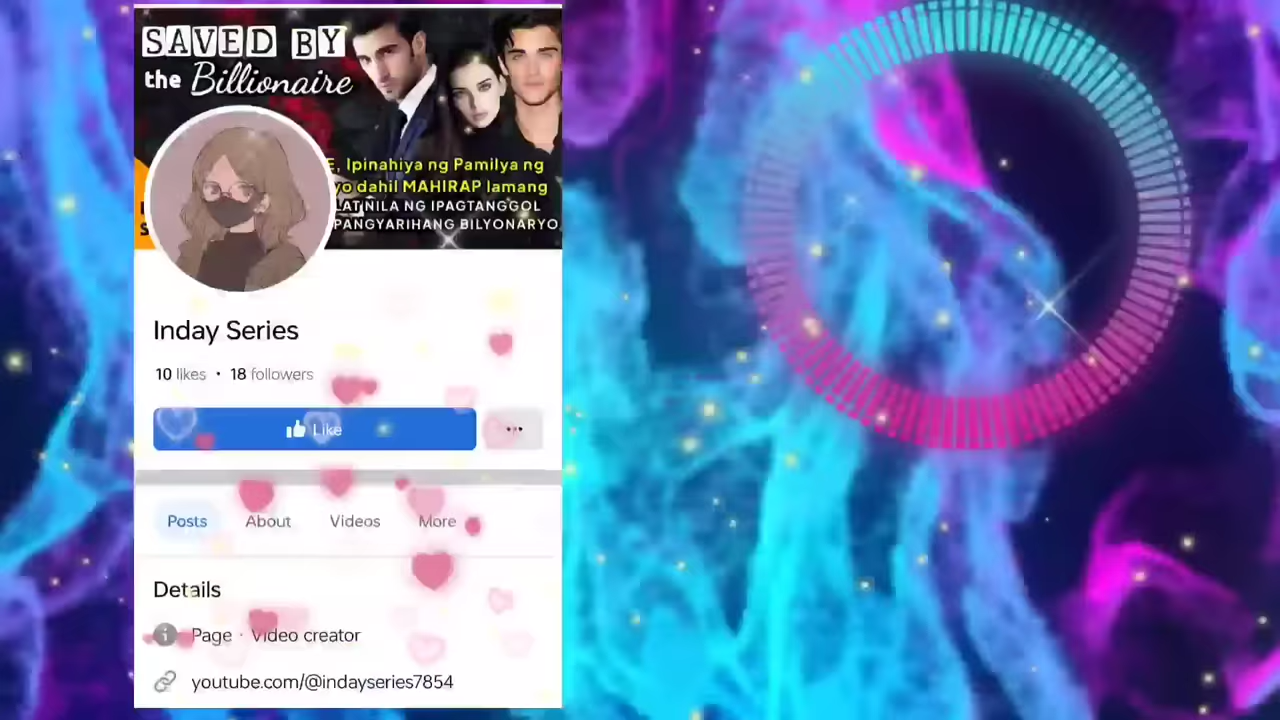 SAVED BY
the Billionaire
E, Ipinahiya ng Pamilya ng
yo dahil MAHIRAP lamang
LAT NILA NG IPAGTANGGOL
PANGYARIHANG BILYONARYO
Inday Series
10 likes • 18 followers
Like
Posts About Videos More
Details
Page · Video creator
youtube.com/@indayseries7854